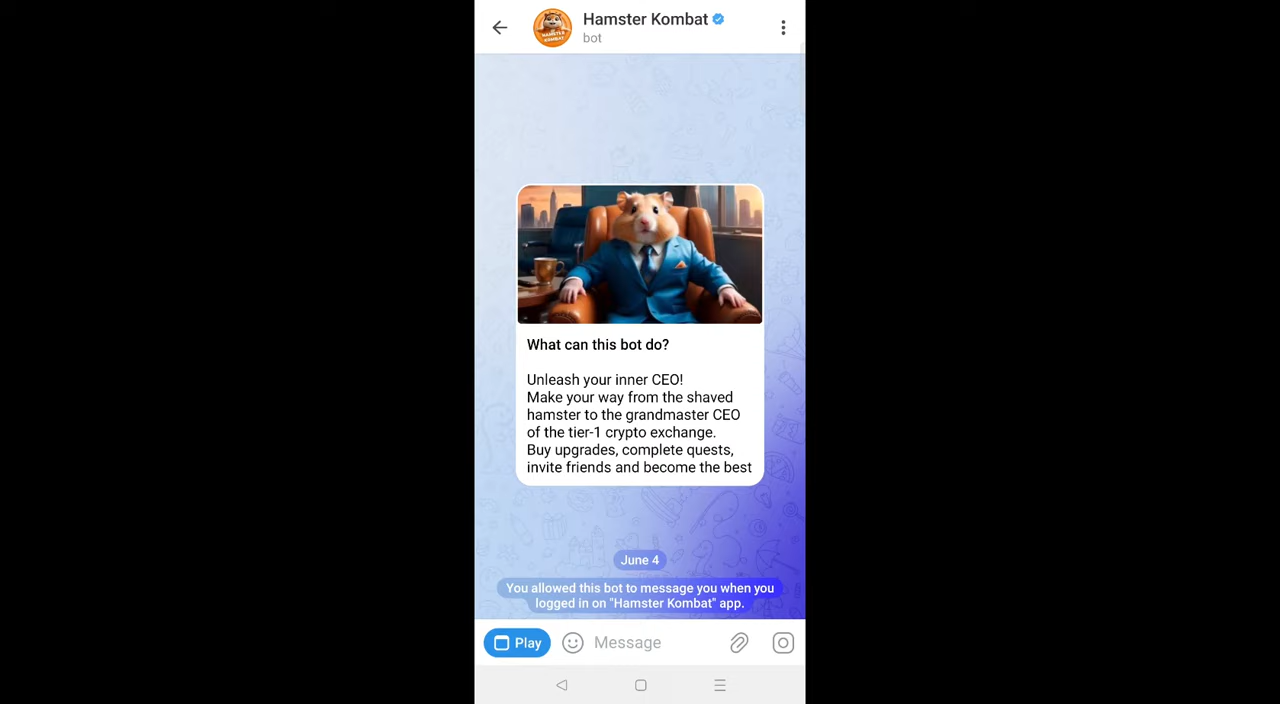 Hamster Kombat
bot
HAMSTER
KOMBAT
What can this bot do?
Unleash your inner CEO!
Make your way from the shaved
hamster to the grandmaster CEO
of the tier-1 crypto exchange.
Buy upgrades, complete quests,
invite friends and become the best
June 4
You allowed this bot to message you when you
logged in on "Hamster Kombat" app.
Play
Message